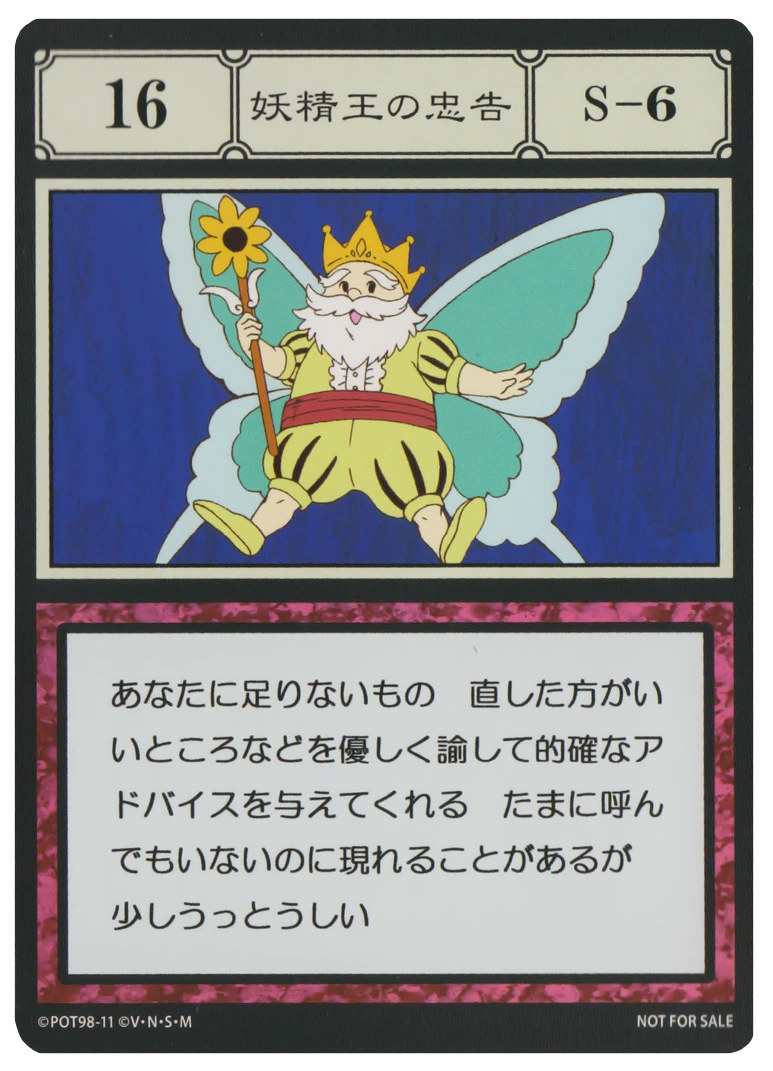 16
妖精王の忠告
S-6
あなたに足りないもの　直した方がい
いところなどを優しく諭して的確なア
ドバイスを与えてくれる　たまに呼ん
でもいないのに現れることがあるが
少しうっとうしい
©POT98-11 ©V・N・S・M
NOT FOR SALE